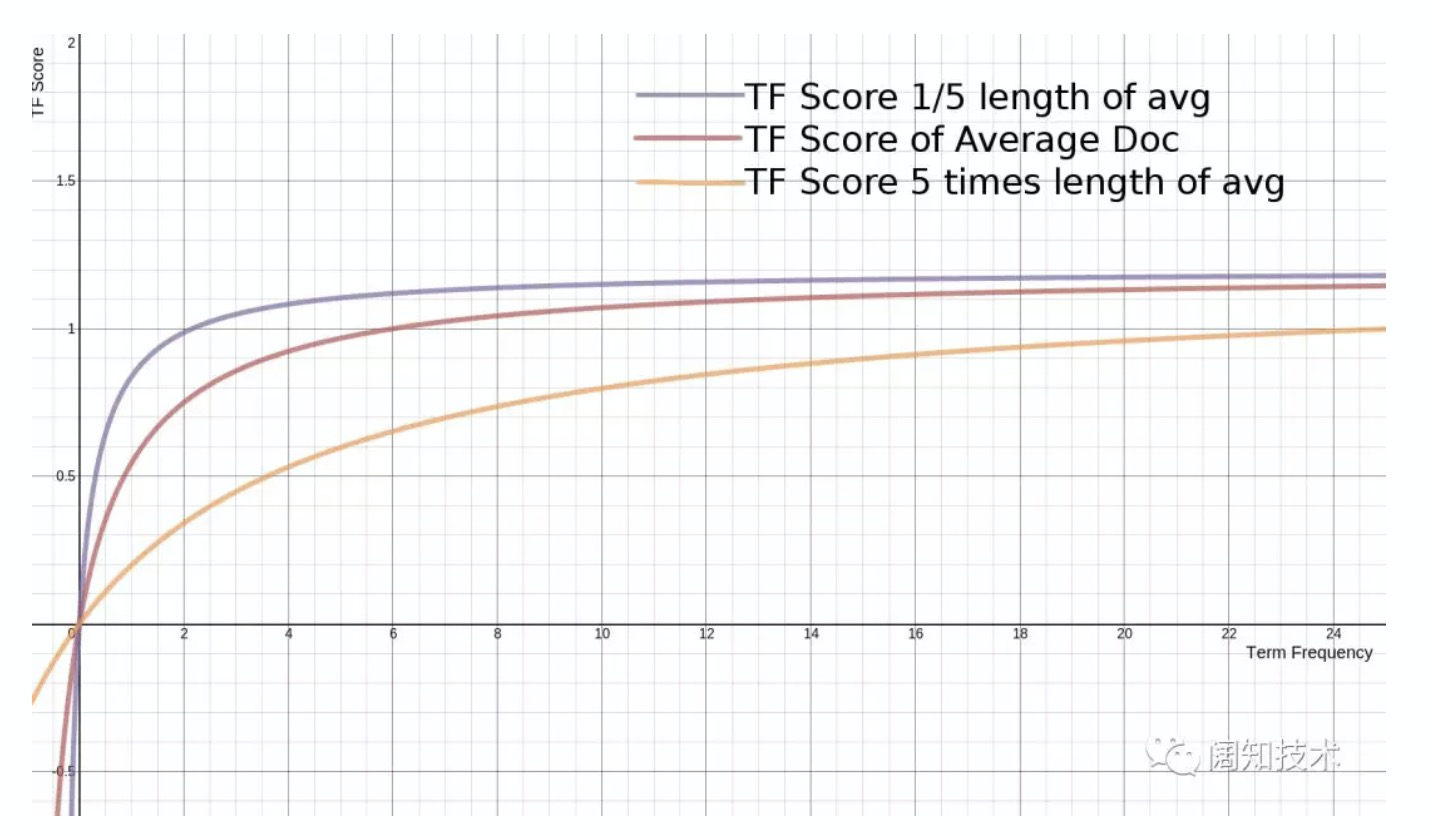 TF Score
2
TF Score 1/5 length of avg
TF Score of Average Doc
1.5
TF Score 5 times length of avg
1
0.5
0 2 4 6 8 10 12 14 16 18 20 22 24
Term Frequency
-0.5
阔知技术